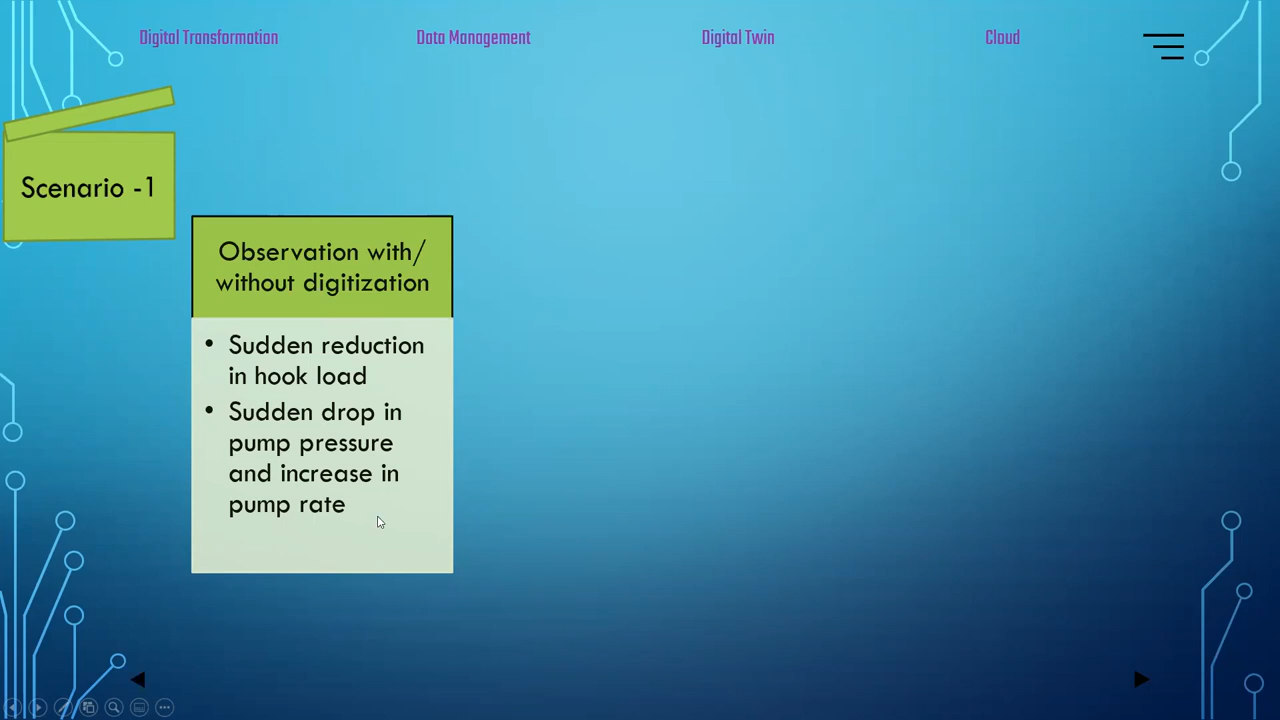 Digital Transformation
Data Management
Digital Twin
Cloud
Scenario -1
Observation with/
without digitization
• Sudden reduction
in hook load
• Sudden drop in
pump pressure
and increase in
pump rate